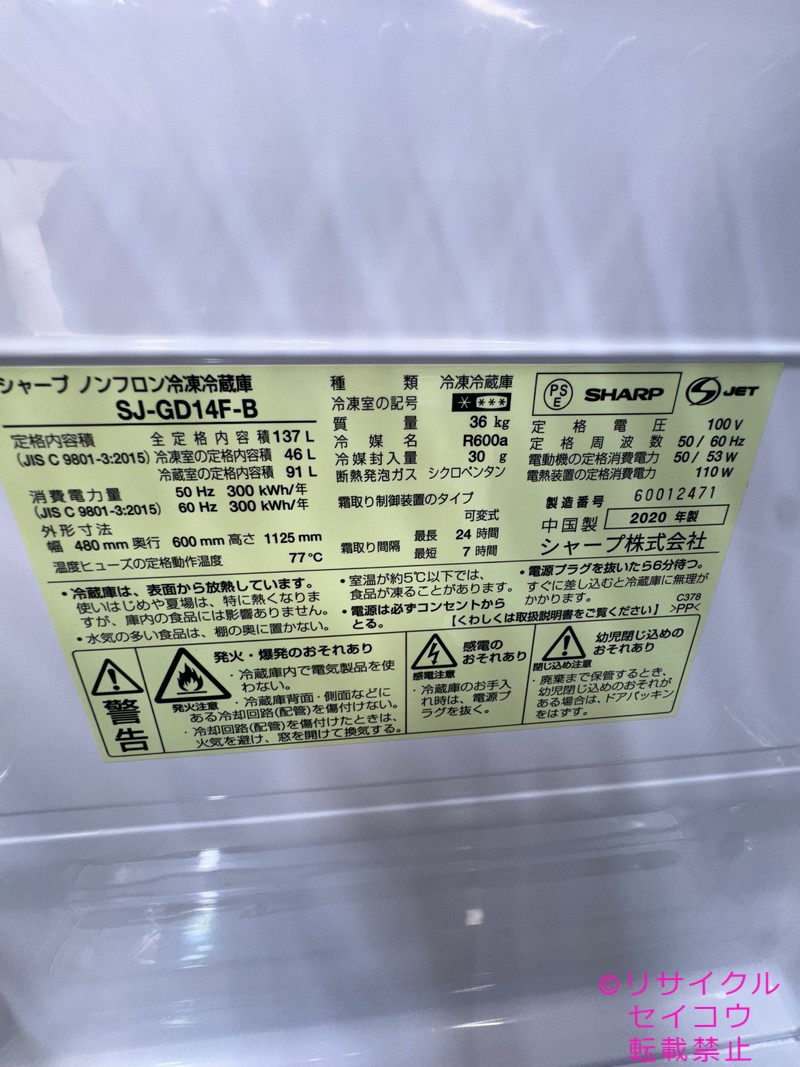 シャープ ノンフロン冷凍冷蔵庫
SJ-GD14F-B
定格内容積
(JIS C 9801-3:2015)
全定格内容積 137 L
冷凍室の定格内容積 46 L
冷蔵室の定格内容積 91 L
消費電力量
(JIS C 9801-3:2015)
50 Hz 300 kWh/年
60 Hz 300 kWh/年
外形寸法
幅 480 mm 奥行 600 mm 高さ 1125 mm
温度ヒューズの定格動作温度 77℃
種類 冷凍冷蔵庫
冷凍室の記号 * ***
質量 36 kg
冷媒名 R600a
冷媒封入量 30 g
断熱発泡ガス シクロペンタン
霜取り制御装置のタイプ
可変式
霜取り間隔
最長 24 時間
最短 7 時間
PS
E
SHARP
JET
定格電圧 100 V
定格周波数 50 / 60 Hz
電動機の定格消費電力 50 / 53 W
電熱装置の定格消費電力 110 W
製造番号 60012471
中国製 2020 年製
シャープ株式会社
・冷蔵庫は、表面から放熱しています。
使いはじめや夏場は、特に熱くなりま
すが、庫内の食品には影響ありません。
・水気の多い食品は、棚の奥に置かない。
・室温が約5℃以下では、
食品が凍ることがあります。
・電源は必ずコンセントから
とる。
・電源プラグを抜いたら6分待つ。
すぐに差し込むと冷蔵庫に無理が
かかります。
C378
【くわしくは取扱説明書をご覧ください】 >PP<
警告
発火注意
発火・爆発のおそれあり
・冷蔵庫内で電気製品を使
わない。
・冷蔵庫背面・側面などに
ある冷却回路(配管)を傷付けない。
・冷却回路(配管)を傷付けたときは、
火気を避け、窓を開けて換気する。
感電注意
感電の
おそれあり
・冷蔵庫のお手入
れ時は、電源プ
ラグを抜く。
閉じ込め注意
幼児閉じ込めの
おそれあり
・廃棄まで保管するとき、
幼児閉じ込めのおそれが
ある場合は、ドアパッキン
をはずす。
©リサイクル
セイコウ
転載禁止